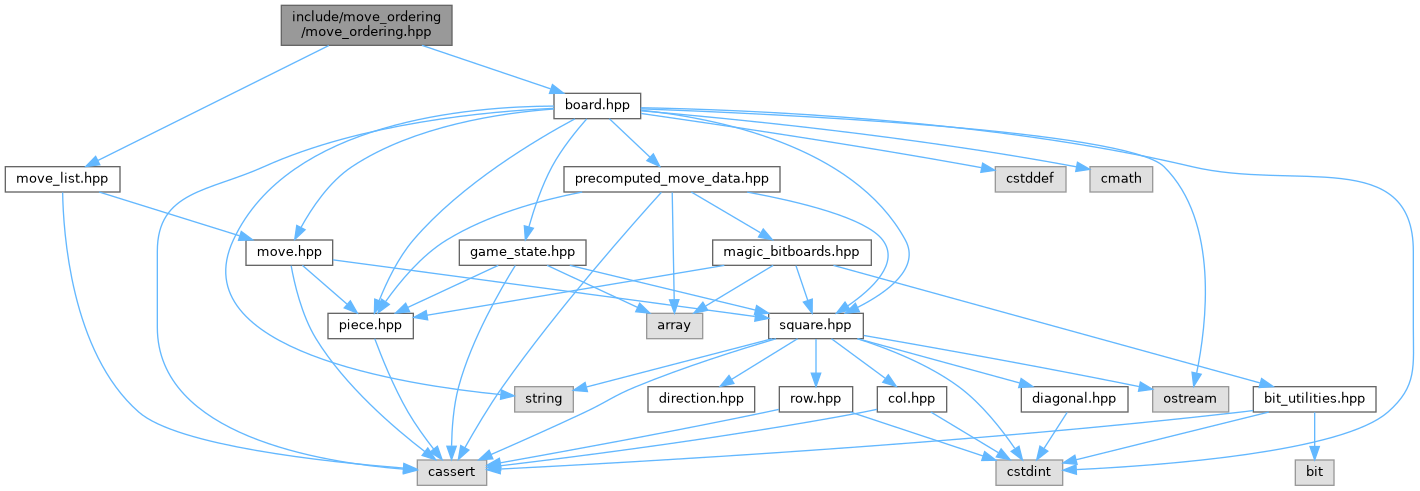 include/move_ordering
/move_ordering.hpp
board.hpp
move_list.hpp
precomputed_move_data.hpp
cstddef
cmath
move.hpp
game_state.hpp
magic_bitboards.hpp
piece.hpp
array
square.hpp
string
direction.hpp
row.hpp
col.hpp
diagonal.hpp
ostream
bit_utilities.hpp
cassert
cstdint
bit